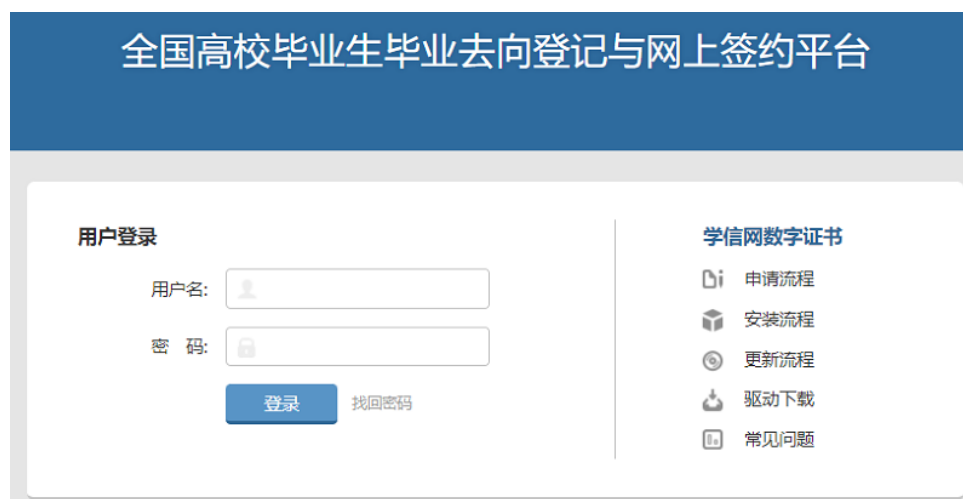 全国高校毕业生毕业去向登记与网上签约平台
用户登录
用户名:
密 码:
登录 找回密码
学信网数字证书
申请流程
安装流程
更新流程
驱动下载
常见问题